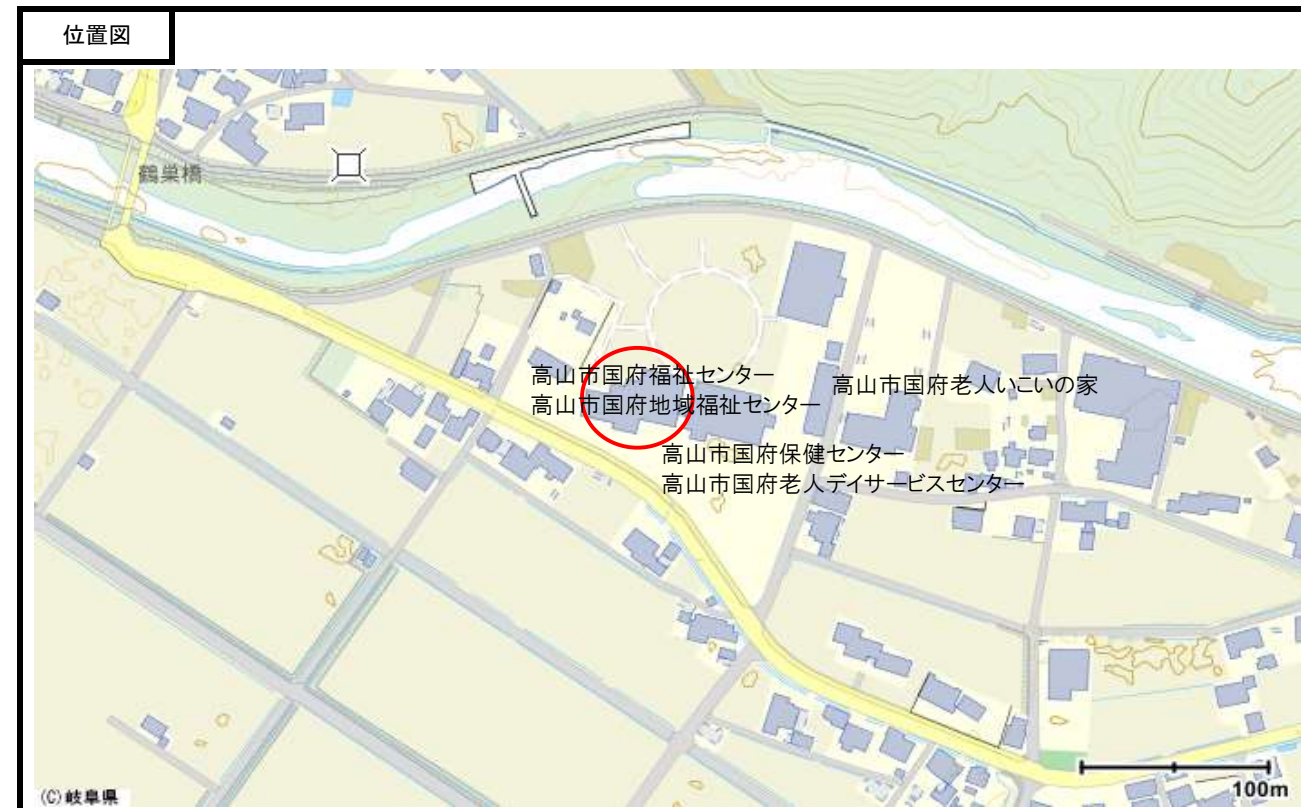 位置図
鶴巣橋
高山市国府福祉センター
高山市国府地域福祉センター
高山市国府老人いこいの家
高山市国府保健センター
高山市国府老人デイサービスセンター
100m
(C)岐阜県